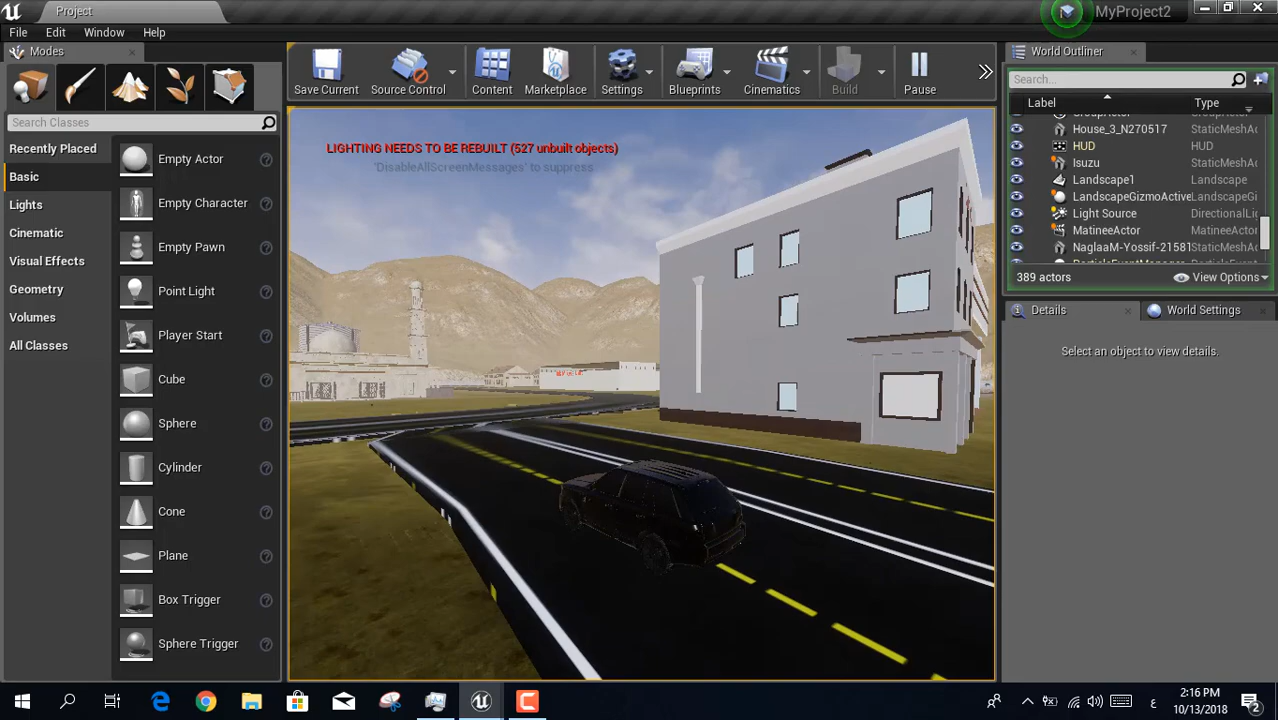 Project
MyProject2
File Edit Window Help
Modes
World Outliner
Save Current
Source Control
Content
Marketplace
Settings
Blueprints
Cinematics
Build
Pause
Search...
Label Type
Search Classes
Recently Placed
Basic
Lights
Cinematic
Visual Effects
Geometry
Volumes
All Classes
Empty Actor
Empty Character
Empty Pawn
Point Light
Player Start
Cube
Sphere
Cylinder
Cone
Plane
Box Trigger
Sphere Trigger
LIGHTING NEEDS TO BE REBUILT (527 unbuilt objects)
'DisableAllScreenMessages' to suppress
House_3_N270517 StaticMeshAc
HUD HUD
Isuzu StaticMeshAc
Landscape1 Landscape
LandscapeGizmoActive LandscapeGi
Light Source DirectionalLi
MatineeActor MatineeActor
NaglaaM-Yossif-21581 StaticMeshAc
389 actors View Options
Details World Settings
Select an object to view details.
ع
2:16 PM
10/13/2018
2